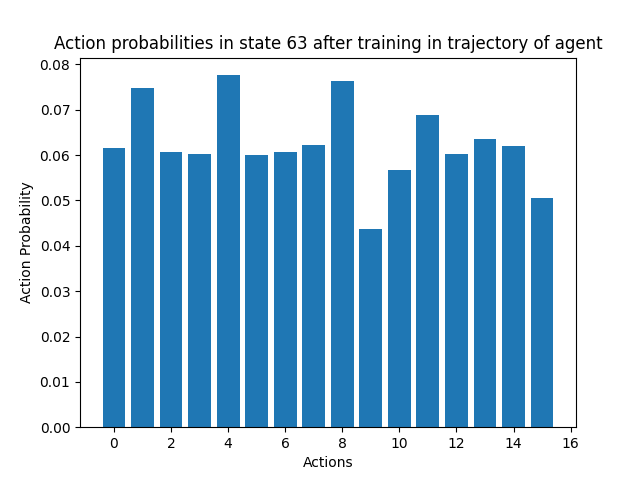 Action probabilities in state 63 after training in trajectory of agent
0.08
0.07
0.06
0.05
0.04
0.03
0.02
0.01
0.00
Action Probability
0 2 4 6 8 10 12 14 16
Actions